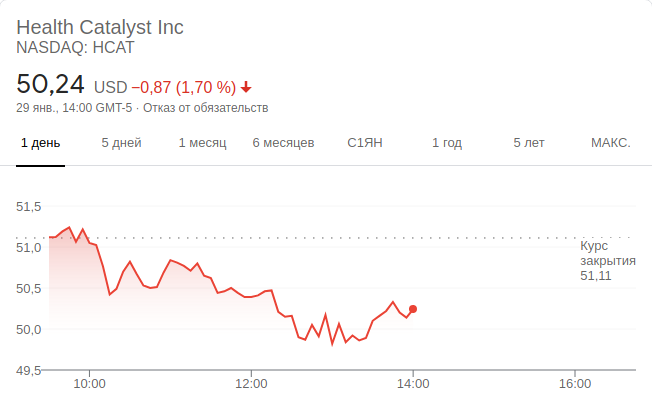 Health Catalyst Inc
NASDAQ: HCAT
50,24 USD −0,87 (1,70 %)
29 янв., 14:00 GMT-5 · Отказ от обязательств
1 день 5 дней 1 месяц 6 месяцев С1ЯН 1 год 5 лет МАКС.
51,5
51,0
50,5
50,0
49,5
Курс
закрытия
51,11
10:00 12:00 14:00 16:00